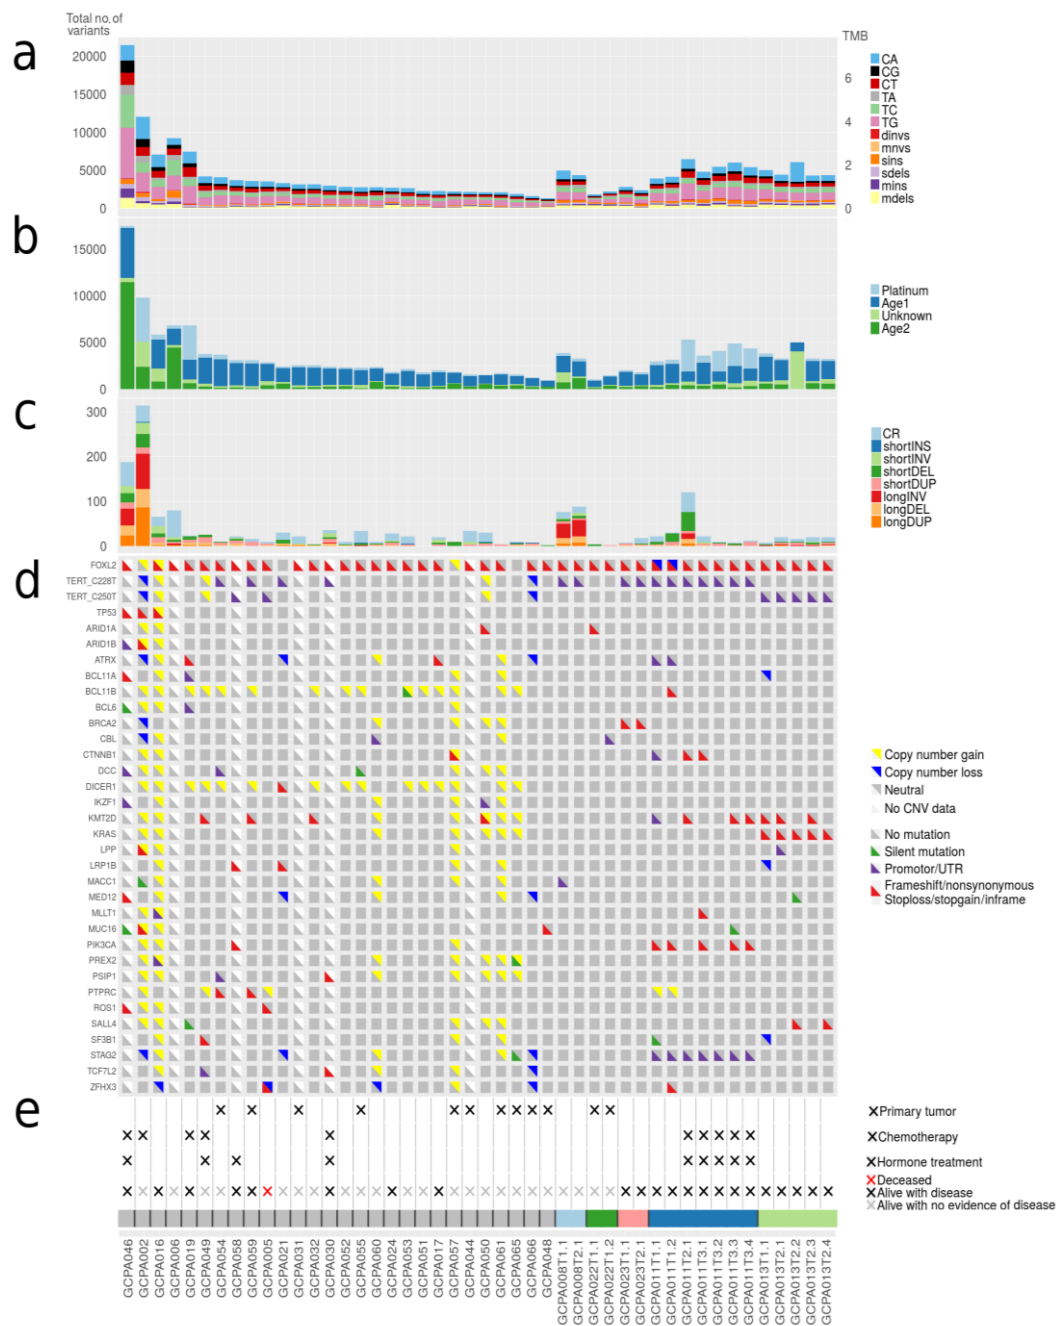 Total no. of
variants
a
TMB
20000
15000
10000
5000
0
6
4
2
0
CA
CG
CT
TA
TC
TG
dinvs
mnvs
sins
sdels
mins
mdels
b
15000
10000
5000
0
Platinum
Age1
Unknown
Age2
c
300
200
100
0
CR
shortINS
shortINV
shortDEL
shortDUP
longINV
longDEL
longDUP
d
FOXL2
TERT_C228T
TERT_C250T
TP53
ARID1A
ARID1B
ATRX
BCL11A
BCL11B
BCL6
BRCA2
CBL
CTNNB1
DCC
DICER1
IKZF1
KMT2D
KRAS
LPP
LRP1B
MACC1
MED12
MLLT1
MUC16
PIK3CA
PREX2
PSIP1
PTPRC
ROS1
SALL4
SF3B1
STAG2
TCF7L2
ZFHX3
Copy number gain
Copy number loss
Neutral
No CNV data
No mutation
Silent mutation
Promotor/UTR
Frameshift/nonsynonymous
Stoploss/stopgain/inframe
e
Primary tumor
Chemotherapy
Hormone treatment
Deceased
Alive with disease
Alive with no evidence of disease
GCPA046
GCPA002
GCPA016
GCPA006
GCPA019
GCPA049
GCPA054
GCPA058
GCPA059
GCPA005
GCPA021
GCPA031
GCPA032
GCPA030
GCPA052
GCPA055
GCPA060
GCPA024
GCPA053
GCPA051
GCPA017
GCPA057
GCPA044
GCPA050
GCPA061
GCPA065
GCPA066
GCPA048
GCPA008T1.1
GCPA008T2.1
GCPA022T1.1
GCPA022T1.2
GCPA023T1.1
GCPA023T2.1
GCPA011T1.1
GCPA011T1.2
GCPA011T2.1
GCPA011T3.1
GCPA011T3.2
GCPA011T3.3
GCPA011T3.4
GCPA013T1.1
GCPA013T2.1
GCPA013T2.2
GCPA013T2.3
GCPA013T2.4